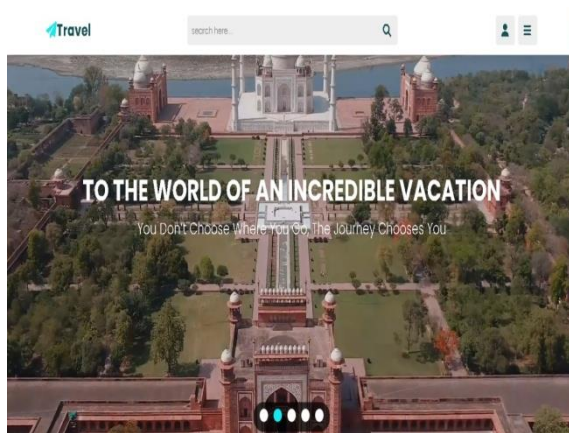 Travel
search here...
TO THE WORLD OF AN INCREDIBLE VACATION
You Don't Choose Where You Go, The Journey Chooses You